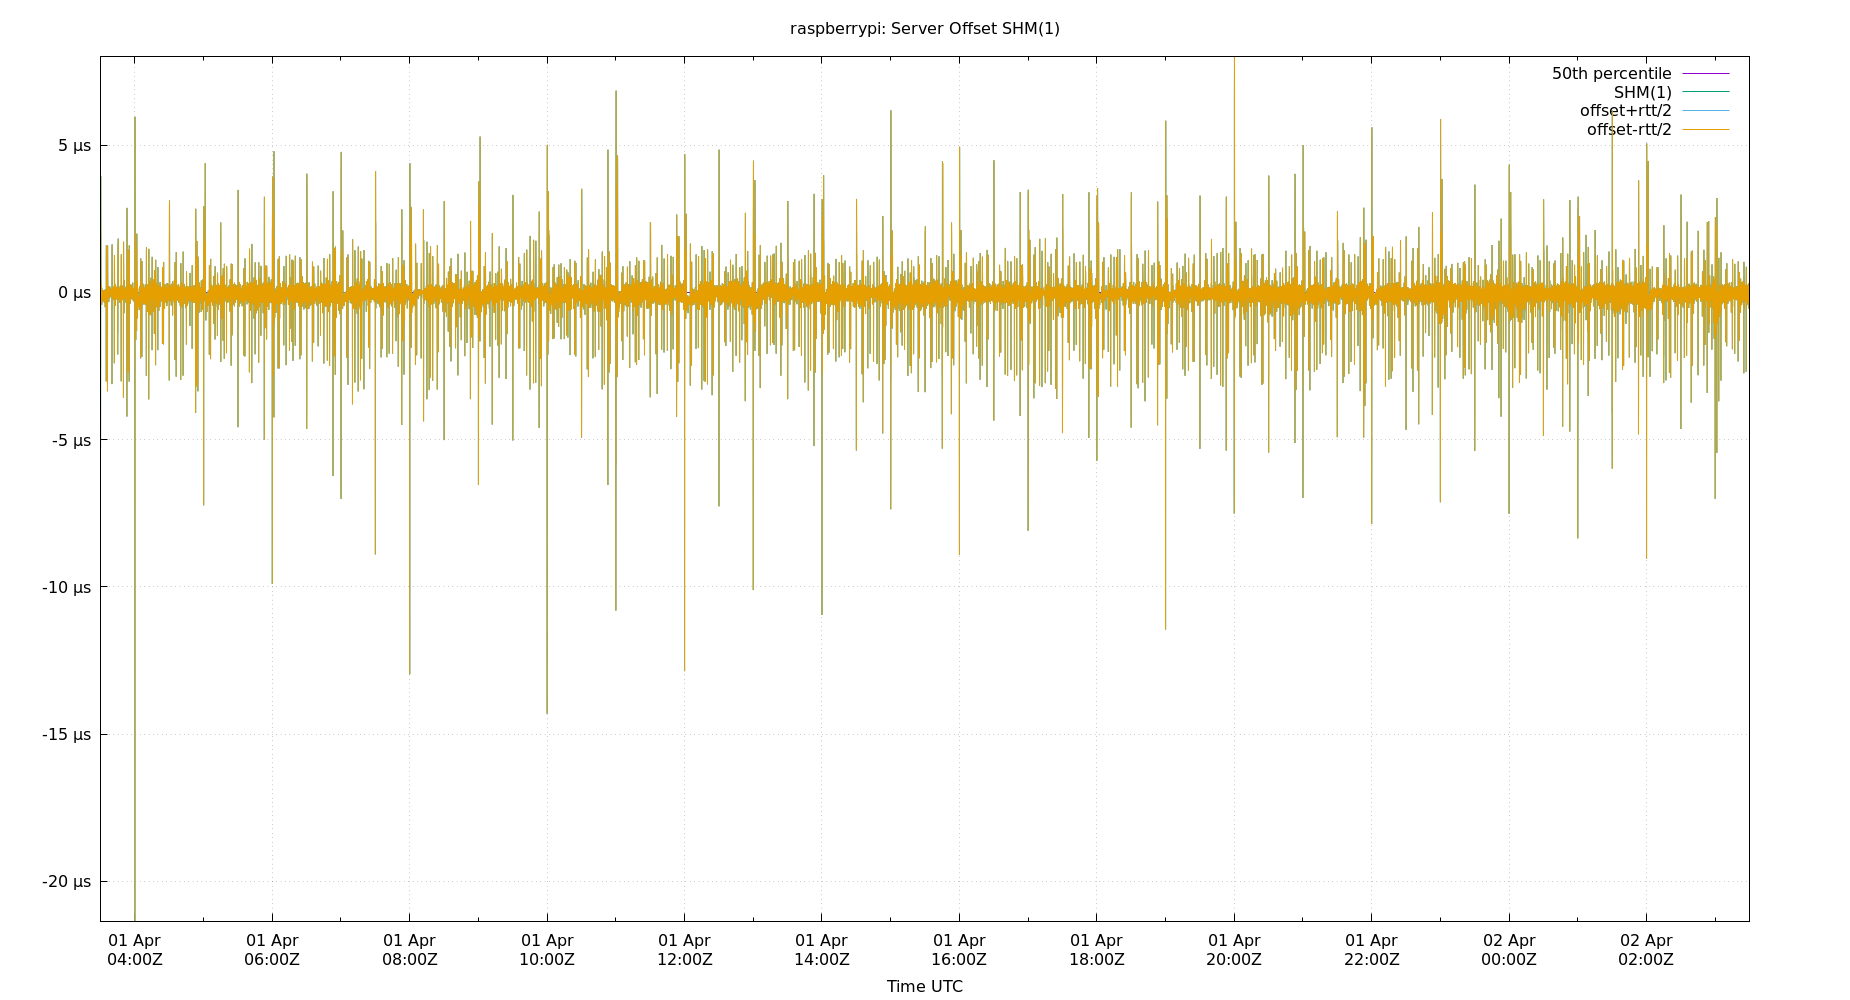 raspberrypi: Server Offset SHM(1)
50th percentile
SHM(1)
offset+rtt/2
offset-rtt/2
5 µs
0 µs
-5 µs
-10 µs
-15 µs
-20 µs
01 Apr 01 Apr 01 Apr 01 Apr 01 Apr 01 Apr 01 Apr 01 Apr 01 Apr 01 Apr 02 Apr 02 Apr
04:00Z 06:00Z 08:00Z 10:00Z 12:00Z 14:00Z 16:00Z 18:00Z 20:00Z 22:00Z 00:00Z 02:00Z
Time UTC